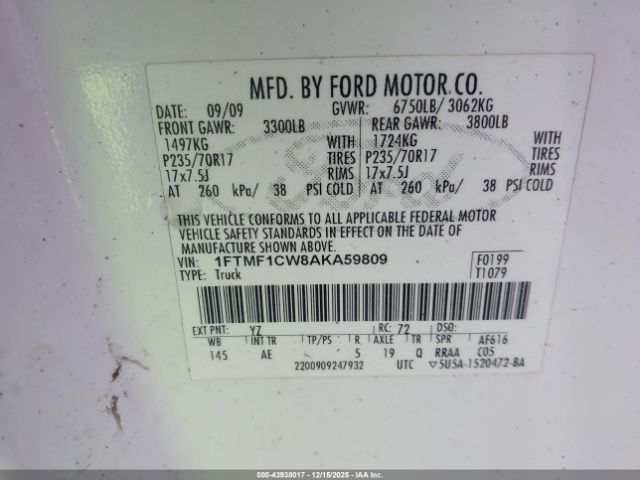 MFD. BY FORD MOTOR CO.
DATE: 09/09 GVWR: 6750LB/ 3062KG
FRONT GAWR: 3300LB REAR GAWR: 3800LB
1497KG WITH 1724KG WITH
P235/70R17 TIRES P235/70R17 TIRES
17x7.5J RIMS 17x7.5J RIMS
AT 260 kPa/ 38 PSI COLD AT 260 kPa/ 38 PSI COLD
THIS VEHICLE CONFORMS TO ALL APPLICABLE FEDERAL MOTOR
VEHICLE SAFETY STANDARDS IN EFFECT ON THE DATE OF
MANUFACTURE SHOWN ABOVE.
VIN: 1FTMF1CW8AKA59809 F0199
TYPE: Truck T1079
EXT PNT: YZ RC: 72 DSO:
WB INT TR TP/PS R AXLE TR SPR AF616
145 AE 5 19 Q RRAA C05
2200909247932 UTC ▽5U5A-1520472-BA
000-43938017 - 12/15/2025 - IAA Inc.